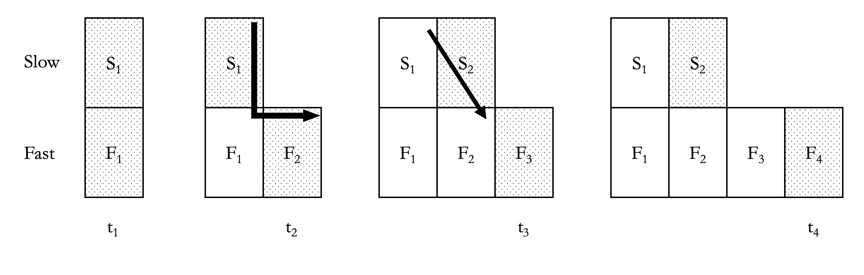 Slow S₁ S₁ S₁ S₂ S₁ S₂
Fast F₁ F₁ F₂ F₁ F₂ F₃ F₁ F₂ F₃ F₄
t₁ t₂ t₃ t₄